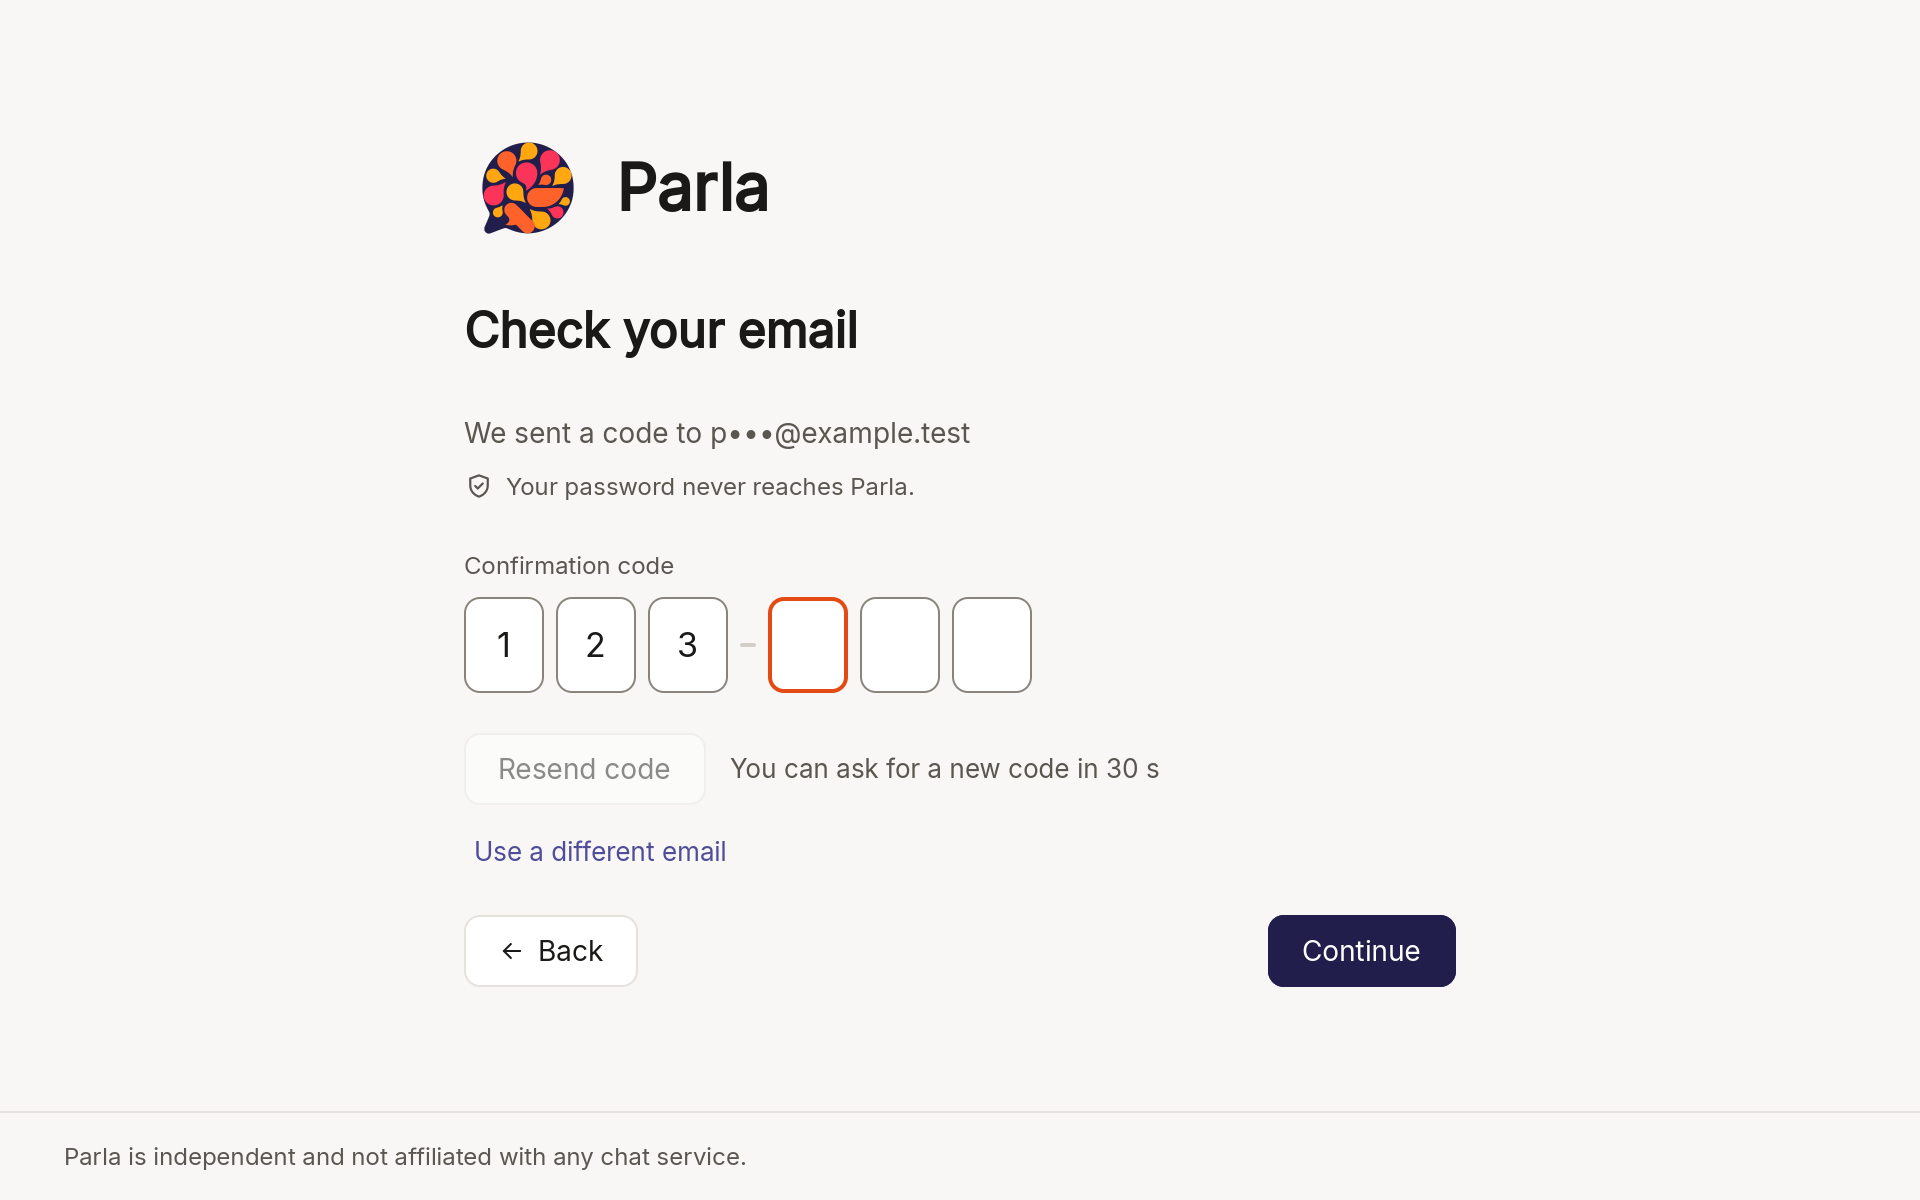 Parla
Check your email
We sent a code to p•••@example.test
Your password never reaches Parla.
Confirmation code
1 2 3 –
Resend code You can ask for a new code in 30 s
Use a different email
← Back Continue
Parla is independent and not affiliated with any chat service.